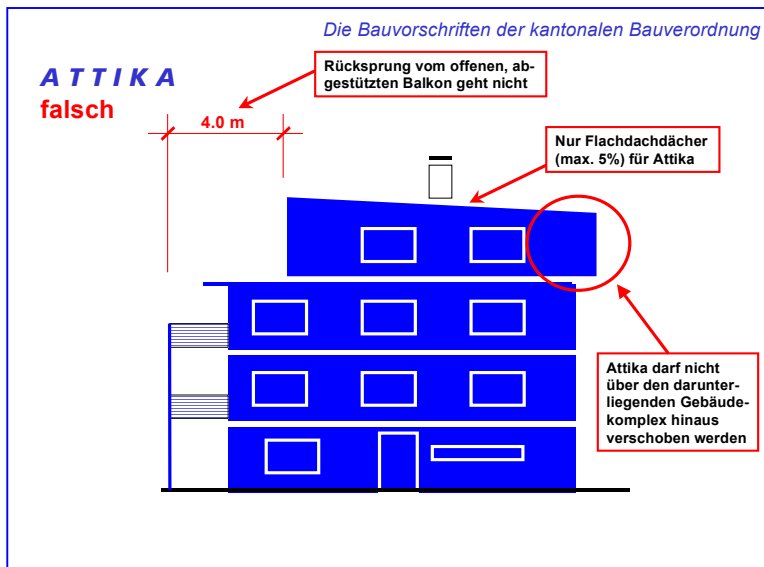 Die Bauvorschriften der kantonalen Bauverordnung
ATTIKA
falsch
Rücksprung vom offenen, ab-
gestützten Balkon geht nicht
4.0 m
Nur Flachdachdächer
(max. 5%) für Attika
Attika darf nicht
über den darunter-
liegenden Gebäude-
komplex hinaus
verschoben werden